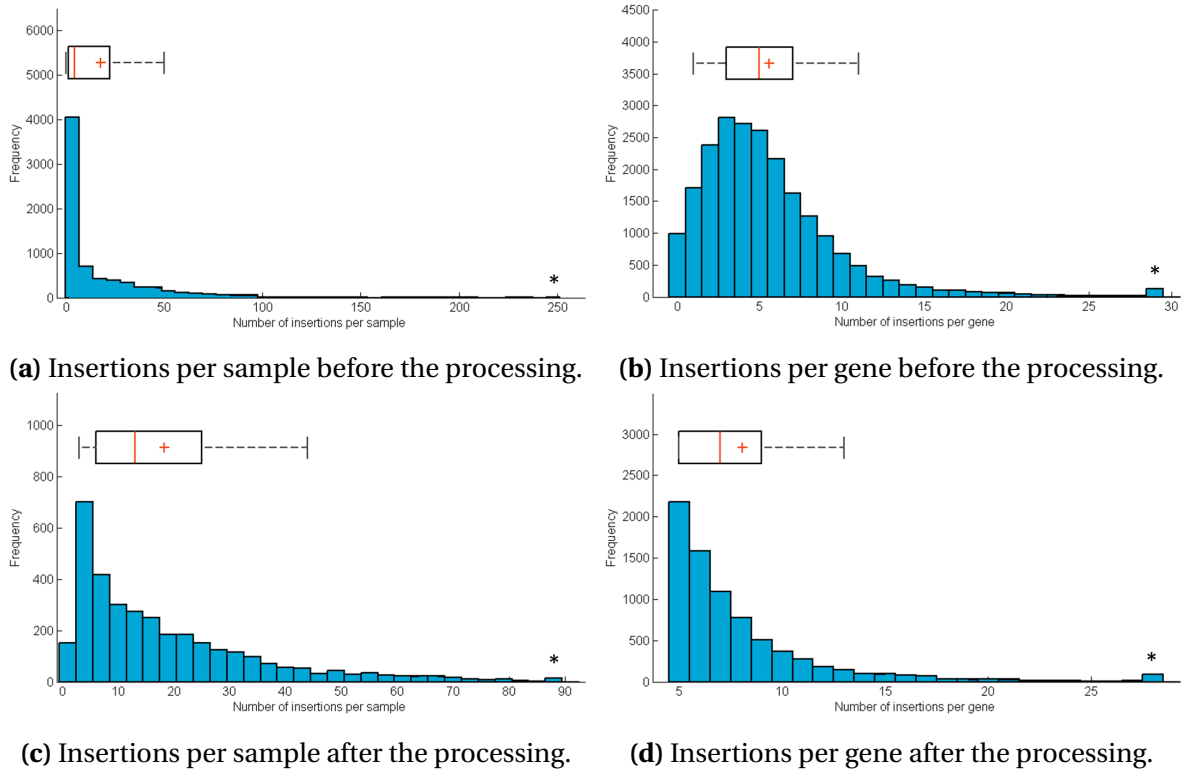 6000
5000
4000
3000
2000
1000
0
Frequency
*
0 50 100 150 200 250
Number of insertions per sample
(a) Insertions per sample before the processing.
4500
4000
3500
3000
2500
2000
1500
1000
500
0
Frequency
*
0 5 10 15 20 25 30
Number of insertions per gene
(b) Insertions per gene before the processing.
1000
800
600
400
200
0
Frequency
*
0 10 20 30 40 50 60 70 80 90
Number of insertions per sample
(c) Insertions per sample after the processing.
3000
2500
2000
1500
1000
500
0
Frequency
*
5 10 15 20 25
Number of insertions per gene
(d) Insertions per gene after the processing.